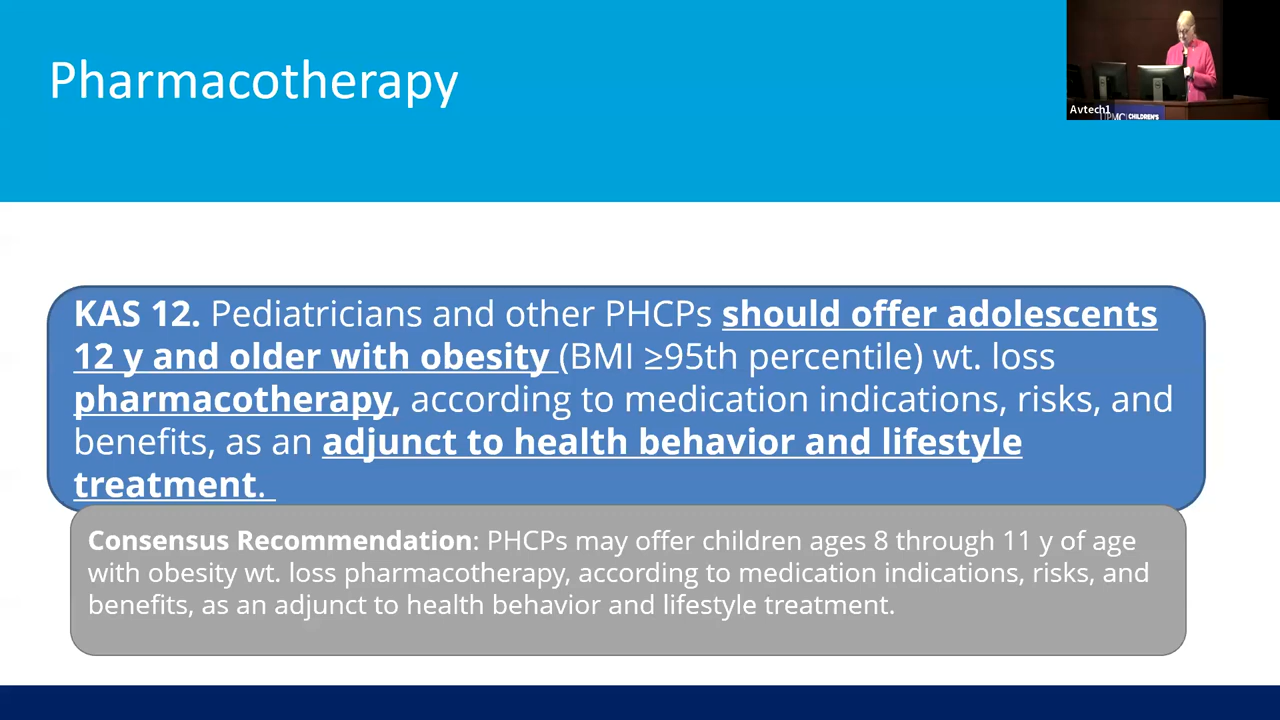 Pharmacotherapy
Avtech1
UPMC CHILDREN'S
KAS 12. Pediatricians and other PHCPs should offer adolescents
12 y and older with obesity (BMI ≥95th percentile) wt. loss
pharmacotherapy, according to medication indications, risks, and
benefits, as an adjunct to health behavior and lifestyle
treatment.
Consensus Recommendation: PHCPs may offer children ages 8 through 11 y of age
with obesity wt. loss pharmacotherapy, according to medication indications, risks, and
benefits, as an adjunct to health behavior and lifestyle treatment.